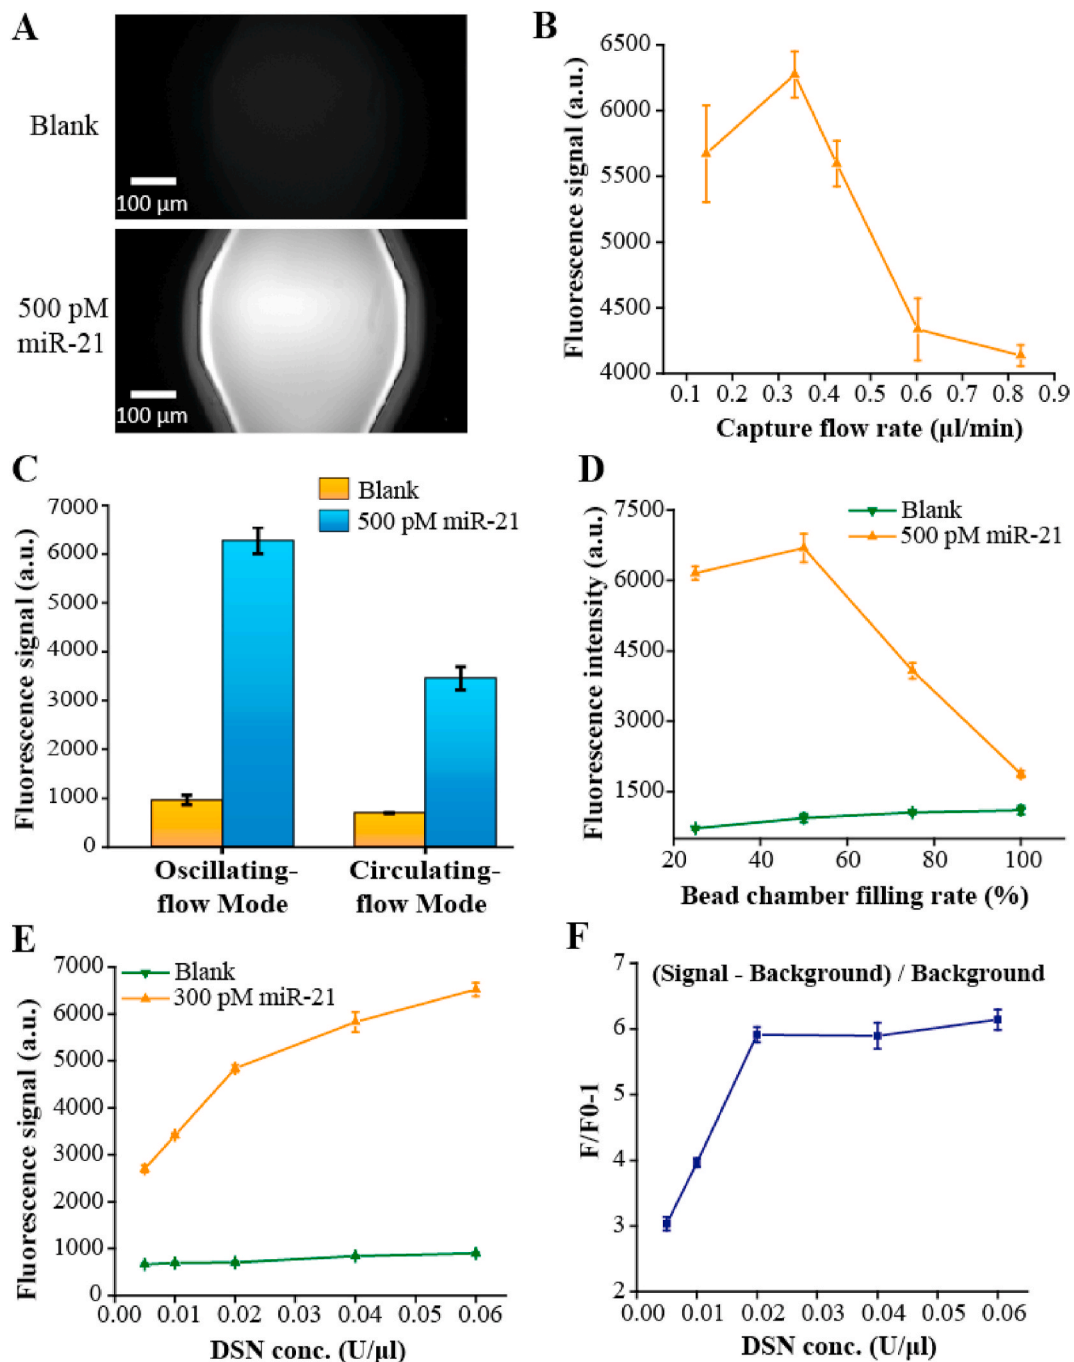 A
Blank
100 µm
500 pM
miR-21
100 µm
B
Fluorescence signal (a.u.)
6500
6000
5500
5000
4500
4000
0.1 0.2 0.3 0.4 0.5 0.6 0.7 0.8 0.9
Capture flow rate (µl/min)
C
Blank
500 pM miR-21
Fluorescence signal (a.u.)
7000
6000
5000
4000
3000
2000
1000
0
Oscillating-
flow Mode
Circulating-
flow Mode
D
Blank
500 pM miR-21
Fluorescence intensity (a.u.)
7500
6000
4500
3000
1500
20 40 60 80 100
Bead chamber filling rate (%)
E
Blank
300 pM miR-21
Fluorescence signal (a.u.)
7000
6000
5000
4000
3000
2000
1000
0
0.00 0.01 0.02 0.03 0.04 0.05 0.06
DSN conc. (U/µl)
F
(Signal - Background) / Background
F/F0-1
7
6
5
4
3
2
0.00 0.01 0.02 0.03 0.04 0.05 0.06
DSN conc. (U/µl)